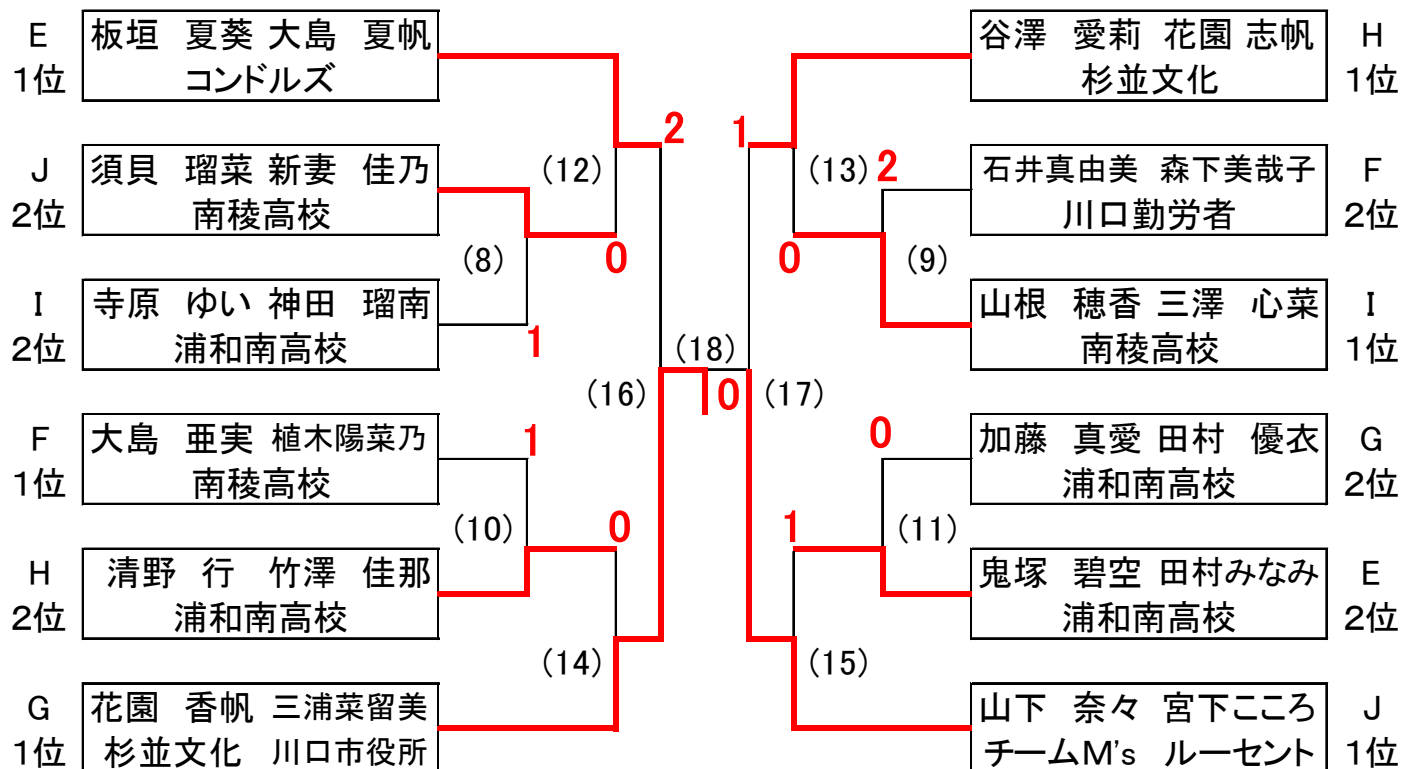 E
1位
板垣 夏葵 大島 夏帆
コンドルズ
J
2位
須貝 瑠菜 新妻 佳乃
南稜高校
I
2位
寺原 ゆい 神田 瑠南
浦和南高校
F
1位
大島 亜実 植木陽菜乃
南稜高校
H
2位
清野 行 竹澤 佳那
浦和南高校
G
1位
花園 香帆 三浦菜留美
杉並文化 川口市役所
(12)
2
0
(8)
1
1
(10)
0
(14)
(16)
(18)
0
(17)
1
(13)
2
0
(9)
0
1
(11)
(15)
谷澤 愛莉 花園 志帆
杉並文化
H
1位
石井真由美 森下美哉子
川口勤労者
F
2位
山根 穂香 三澤 心菜
南稜高校
I
1位
加藤 真愛 田村 優衣
浦和南高校
G
2位
鬼塚 碧空 田村みなみ
浦和南高校
E
2位
山下 奈々 宮下こころ
チームM's ルーセント
J
1位